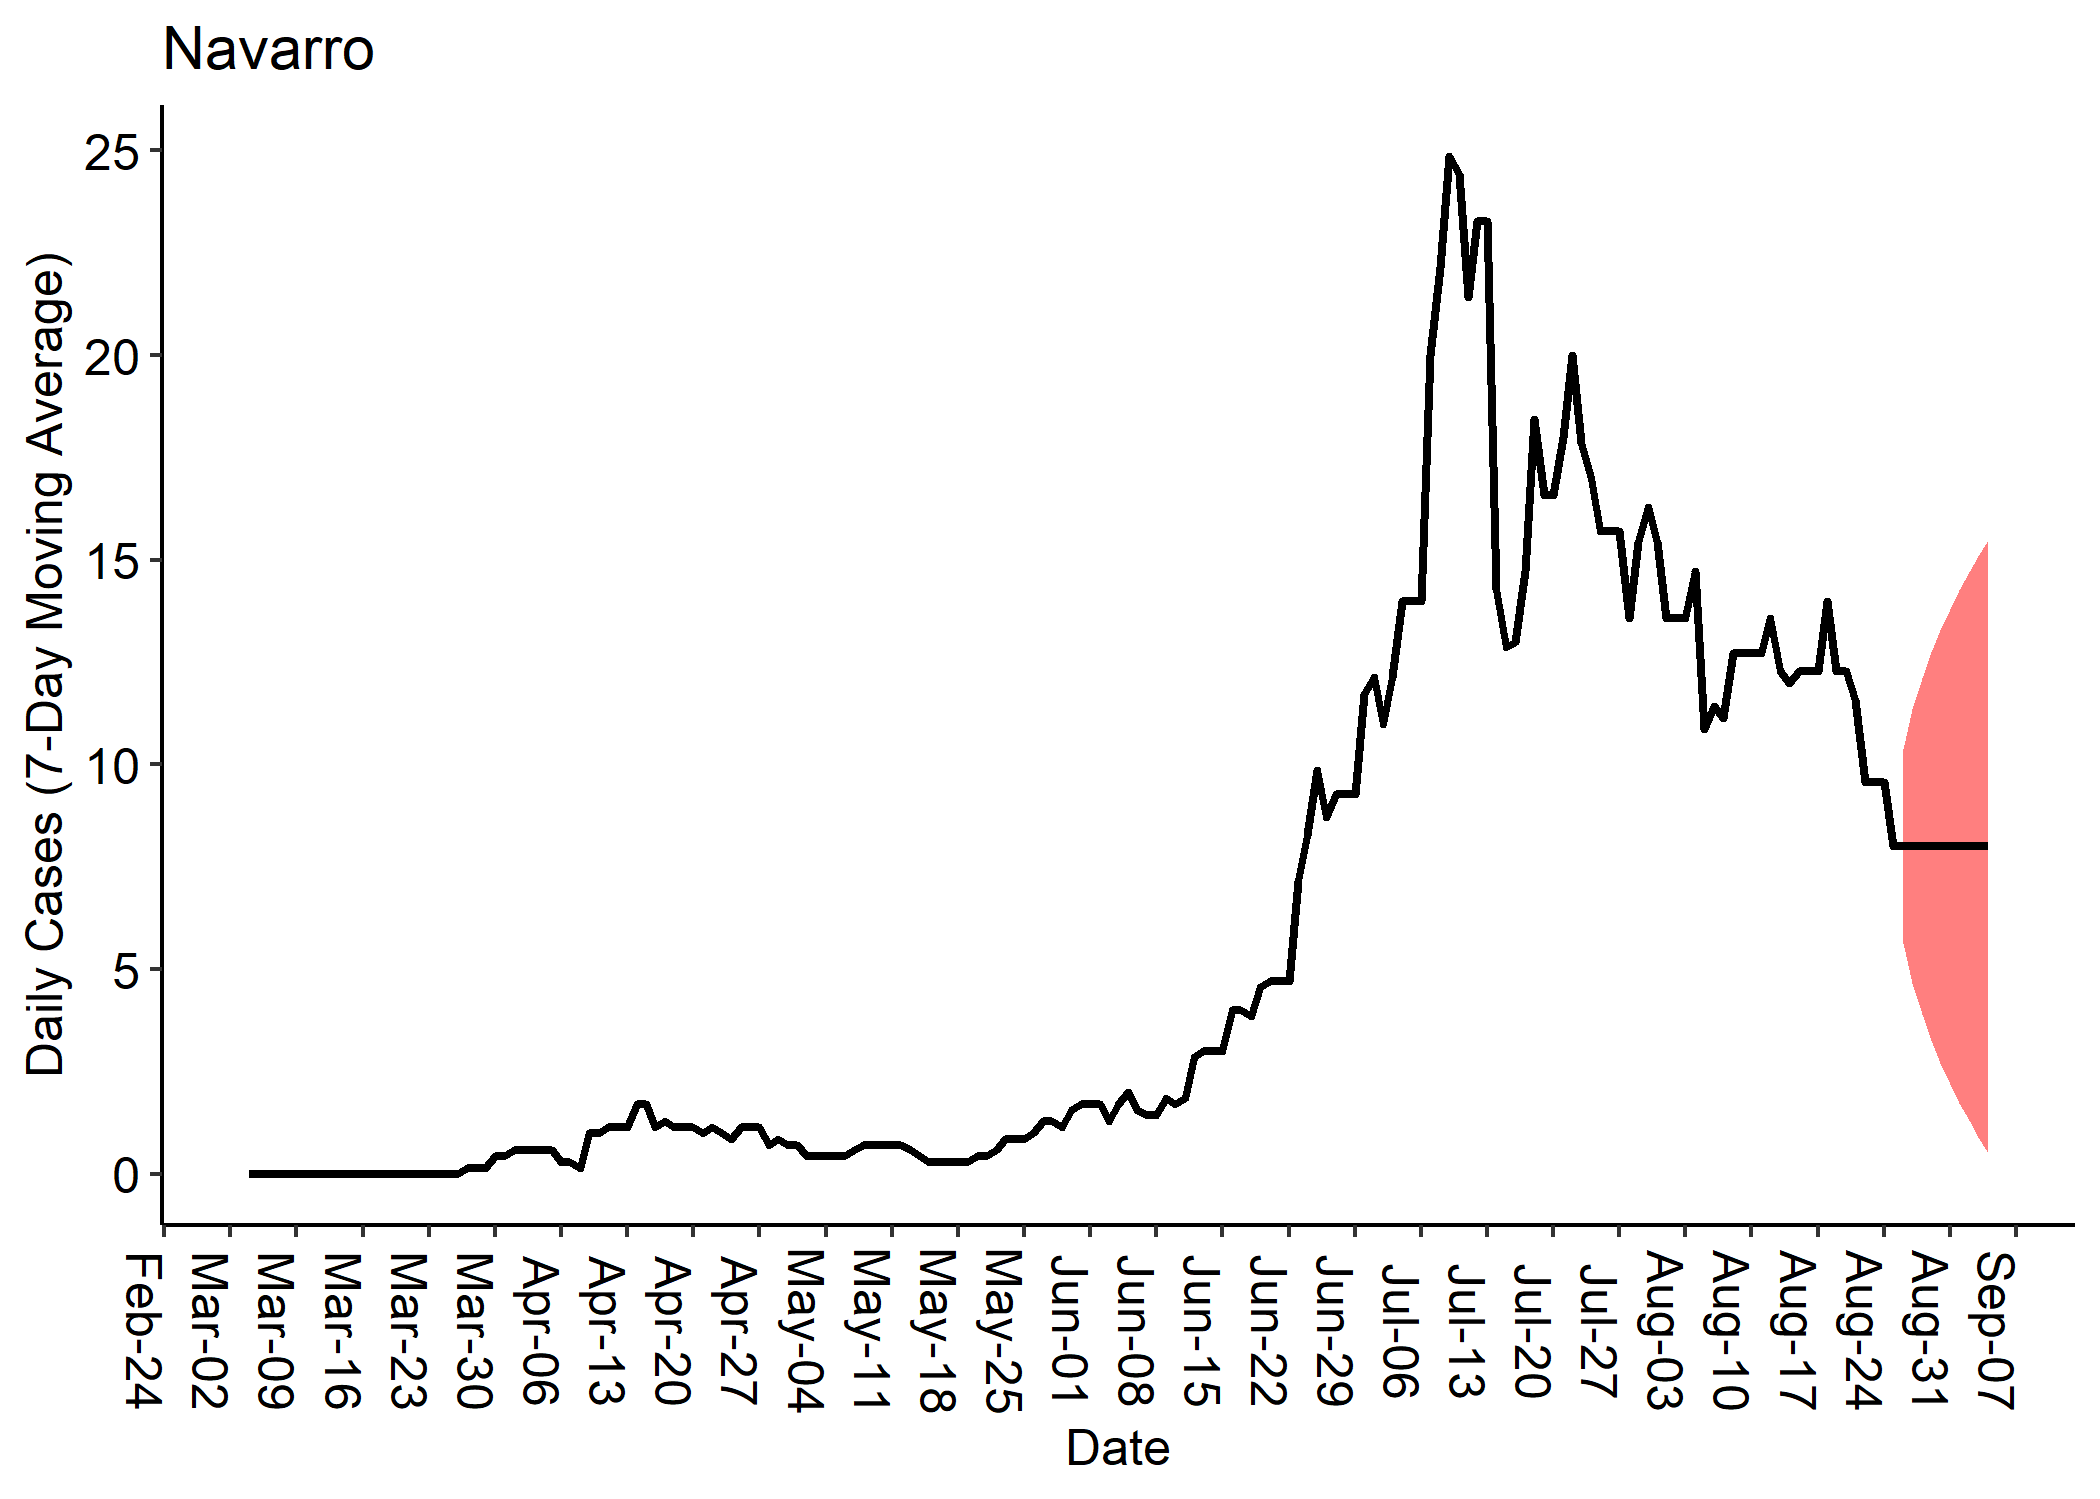 Navarro
Daily Cases (7-Day Moving Average)
25
20
15
10
5
0
Feb-24
Mar-02
Mar-09
Mar-16
Mar-23
Mar-30
Apr-06
Apr-13
Apr-20
Apr-27
May-04
May-11
May-18
May-25
Jun-01
Jun-08
Jun-15
Jun-22
Jun-29
Jul-06
Jul-13
Jul-20
Jul-27
Aug-03
Aug-10
Aug-17
Aug-24
Aug-31
Sep-07
Date